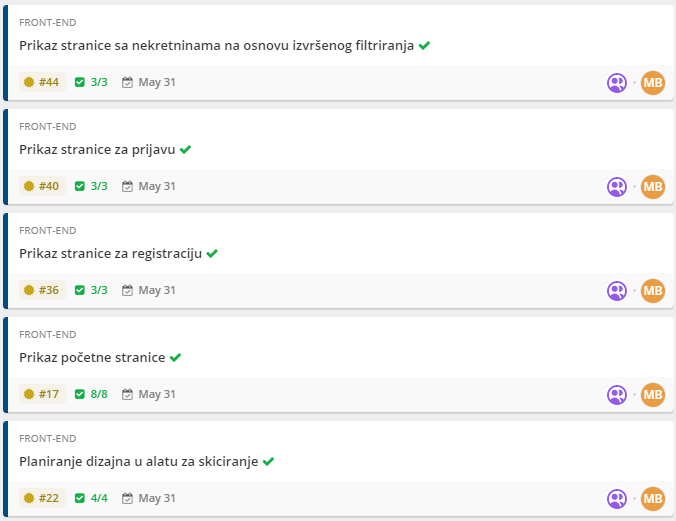 FRONT-END
Prikaz stranice sa nekretninama na osnovu izvršenog filtriranja
#44 3/3 May 31 MB
FRONT-END
Prikaz stranice za prijavu
#40 3/3 May 31 MB
FRONT-END
Prikaz stranice za registraciju
#36 3/3 May 31 MB
FRONT-END
Prikaz početne stranice
#17 8/8 May 31 MB
FRONT-END
Planiranje dizajna u alatu za skiciranje
#22 4/4 May 31 MB